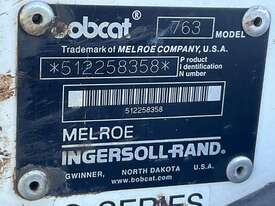 bobcat 763 MODEL
Trademark of MELROE COMPANY, U.S.A.
*512258358* Product Identification Number
512258358
MELROE
INGERSOLL-RAND®
GWINNER, NORTH DAKOTA U.S.A.
www.bobcat.com
SERIES